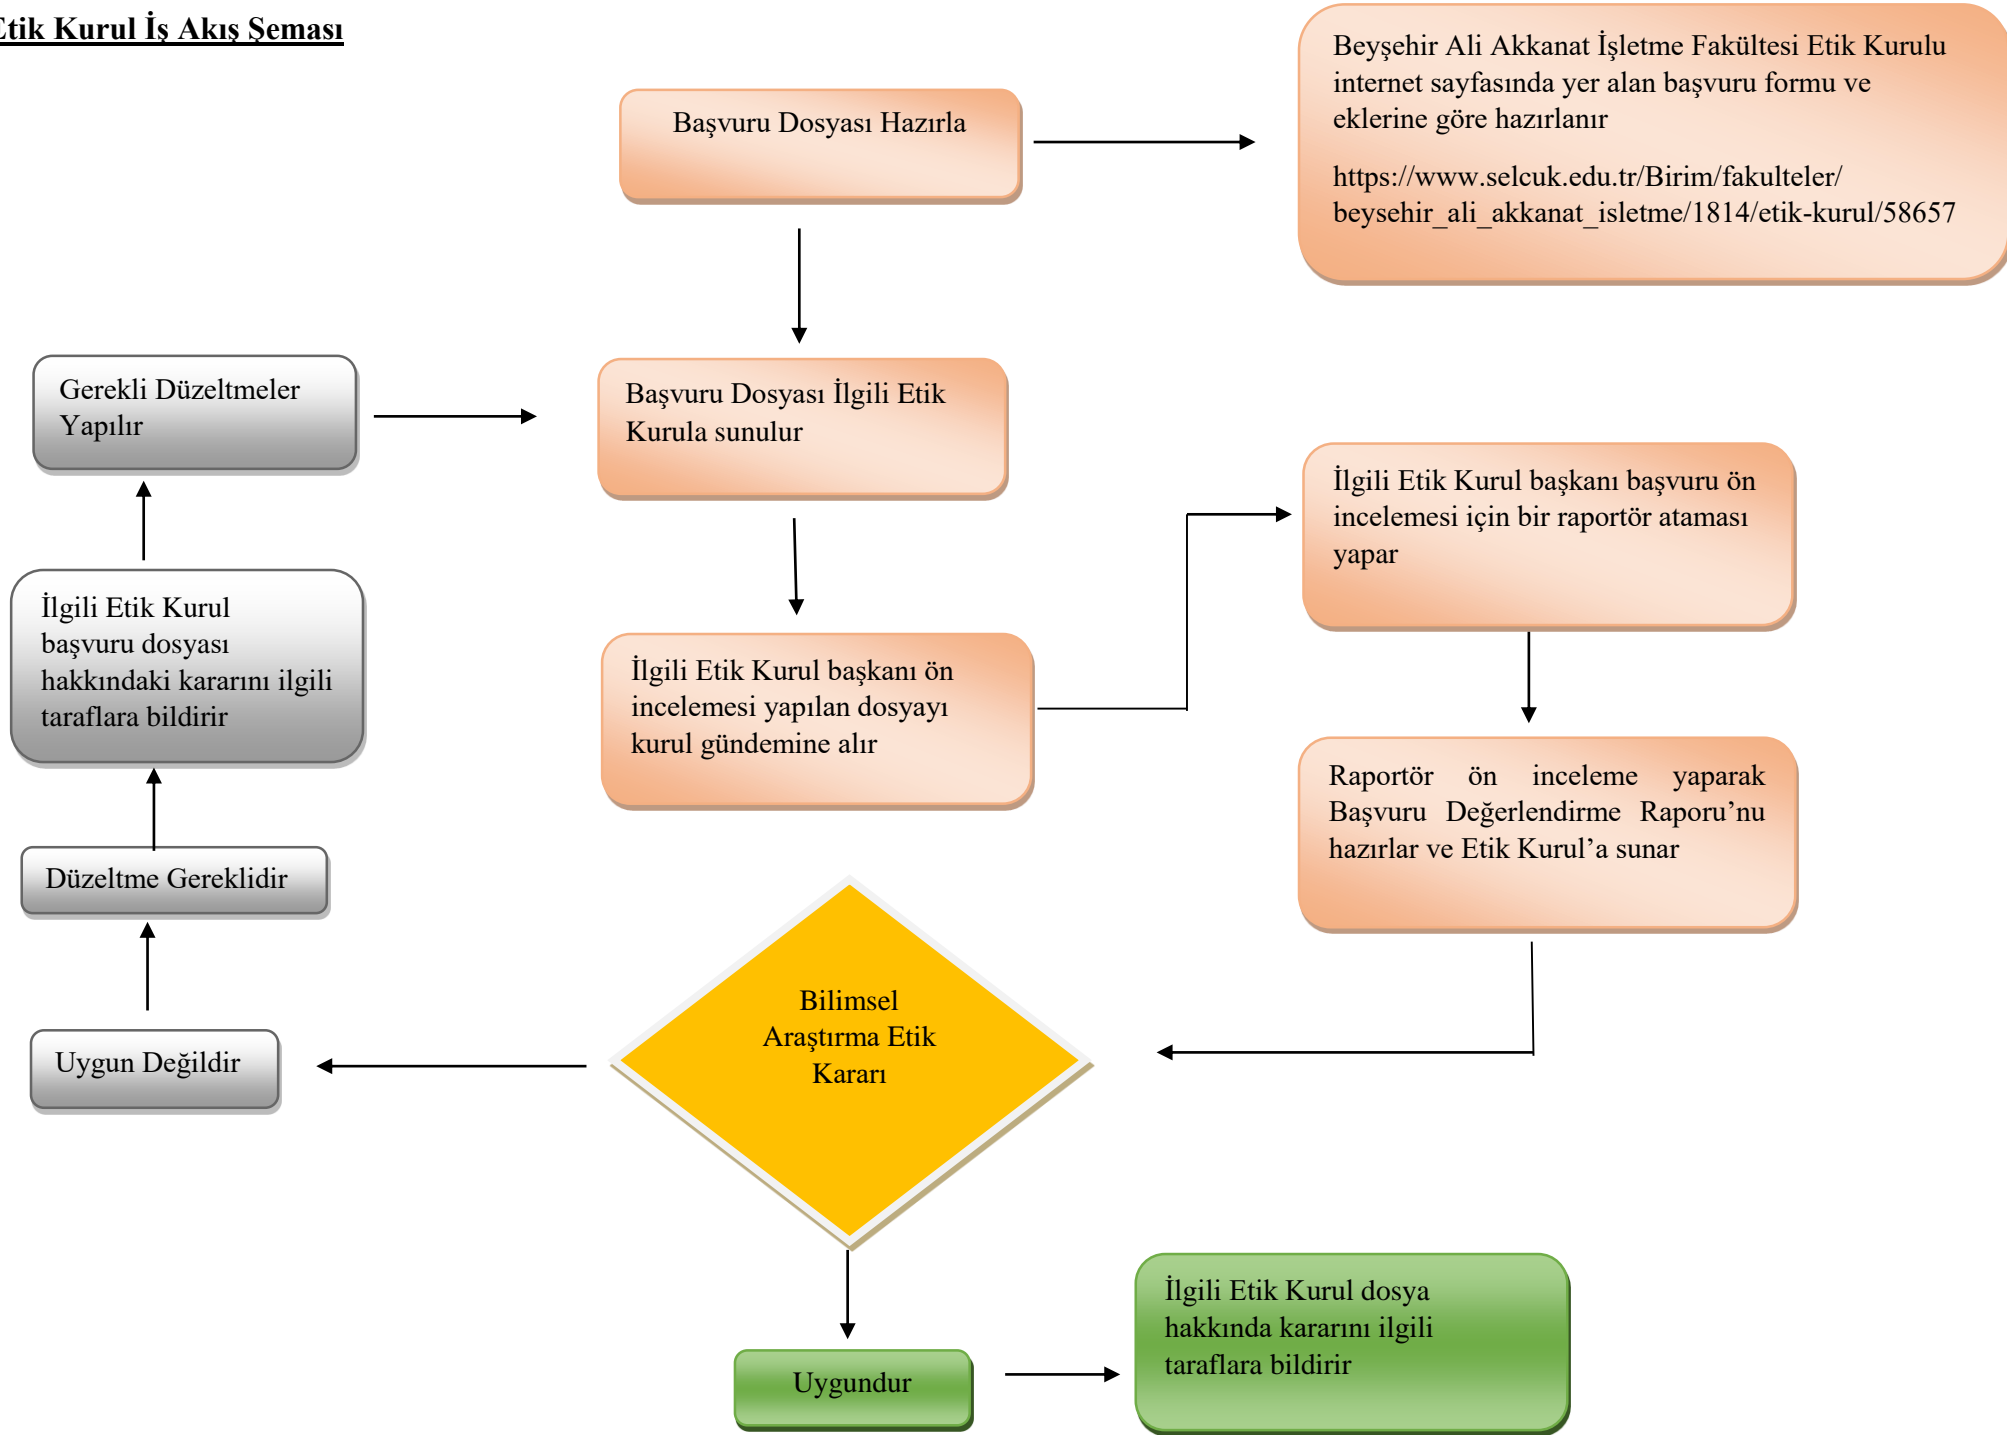 Etik Kurul İş Akış Şeması
Başvuru Dosyası Hazırla
Beyşehir Ali Akkanat İşletme Fakültesi Etik Kurulu
internet sayfasında yer alan başvuru formu ve
eklerine göre hazırlanır
https://www.selcuk.edu.tr/Birim/fakulteler/
beysehir_ali_akkanat_isletme/1814/etik-kurul/58657
Gerekli Düzeltmeler
Yapılır
Başvuru Dosyası İlgili Etik
Kurula sunulur
İlgili Etik Kurul başkanı başvuru ön
incelemesi için bir raportör ataması
yapar
İlgili Etik Kurul
başvuru dosyası
hakkındaki kararını ilgili
taraflara bildirir
İlgili Etik Kurul başkanı ön
incelemesi yapılan dosyayı
kurul gündemine alır
Raportör ön inceleme yaparak
Başvuru Değerlendirme Raporu’nu
hazırlar ve Etik Kurul’a sunar
Düzeltme Gereklidir
Bilimsel
Araştırma Etik
Kararı
Uygun Değildir
İlgili Etik Kurul dosya
hakkında kararını ilgili
taraflara bildirir
Uygundur